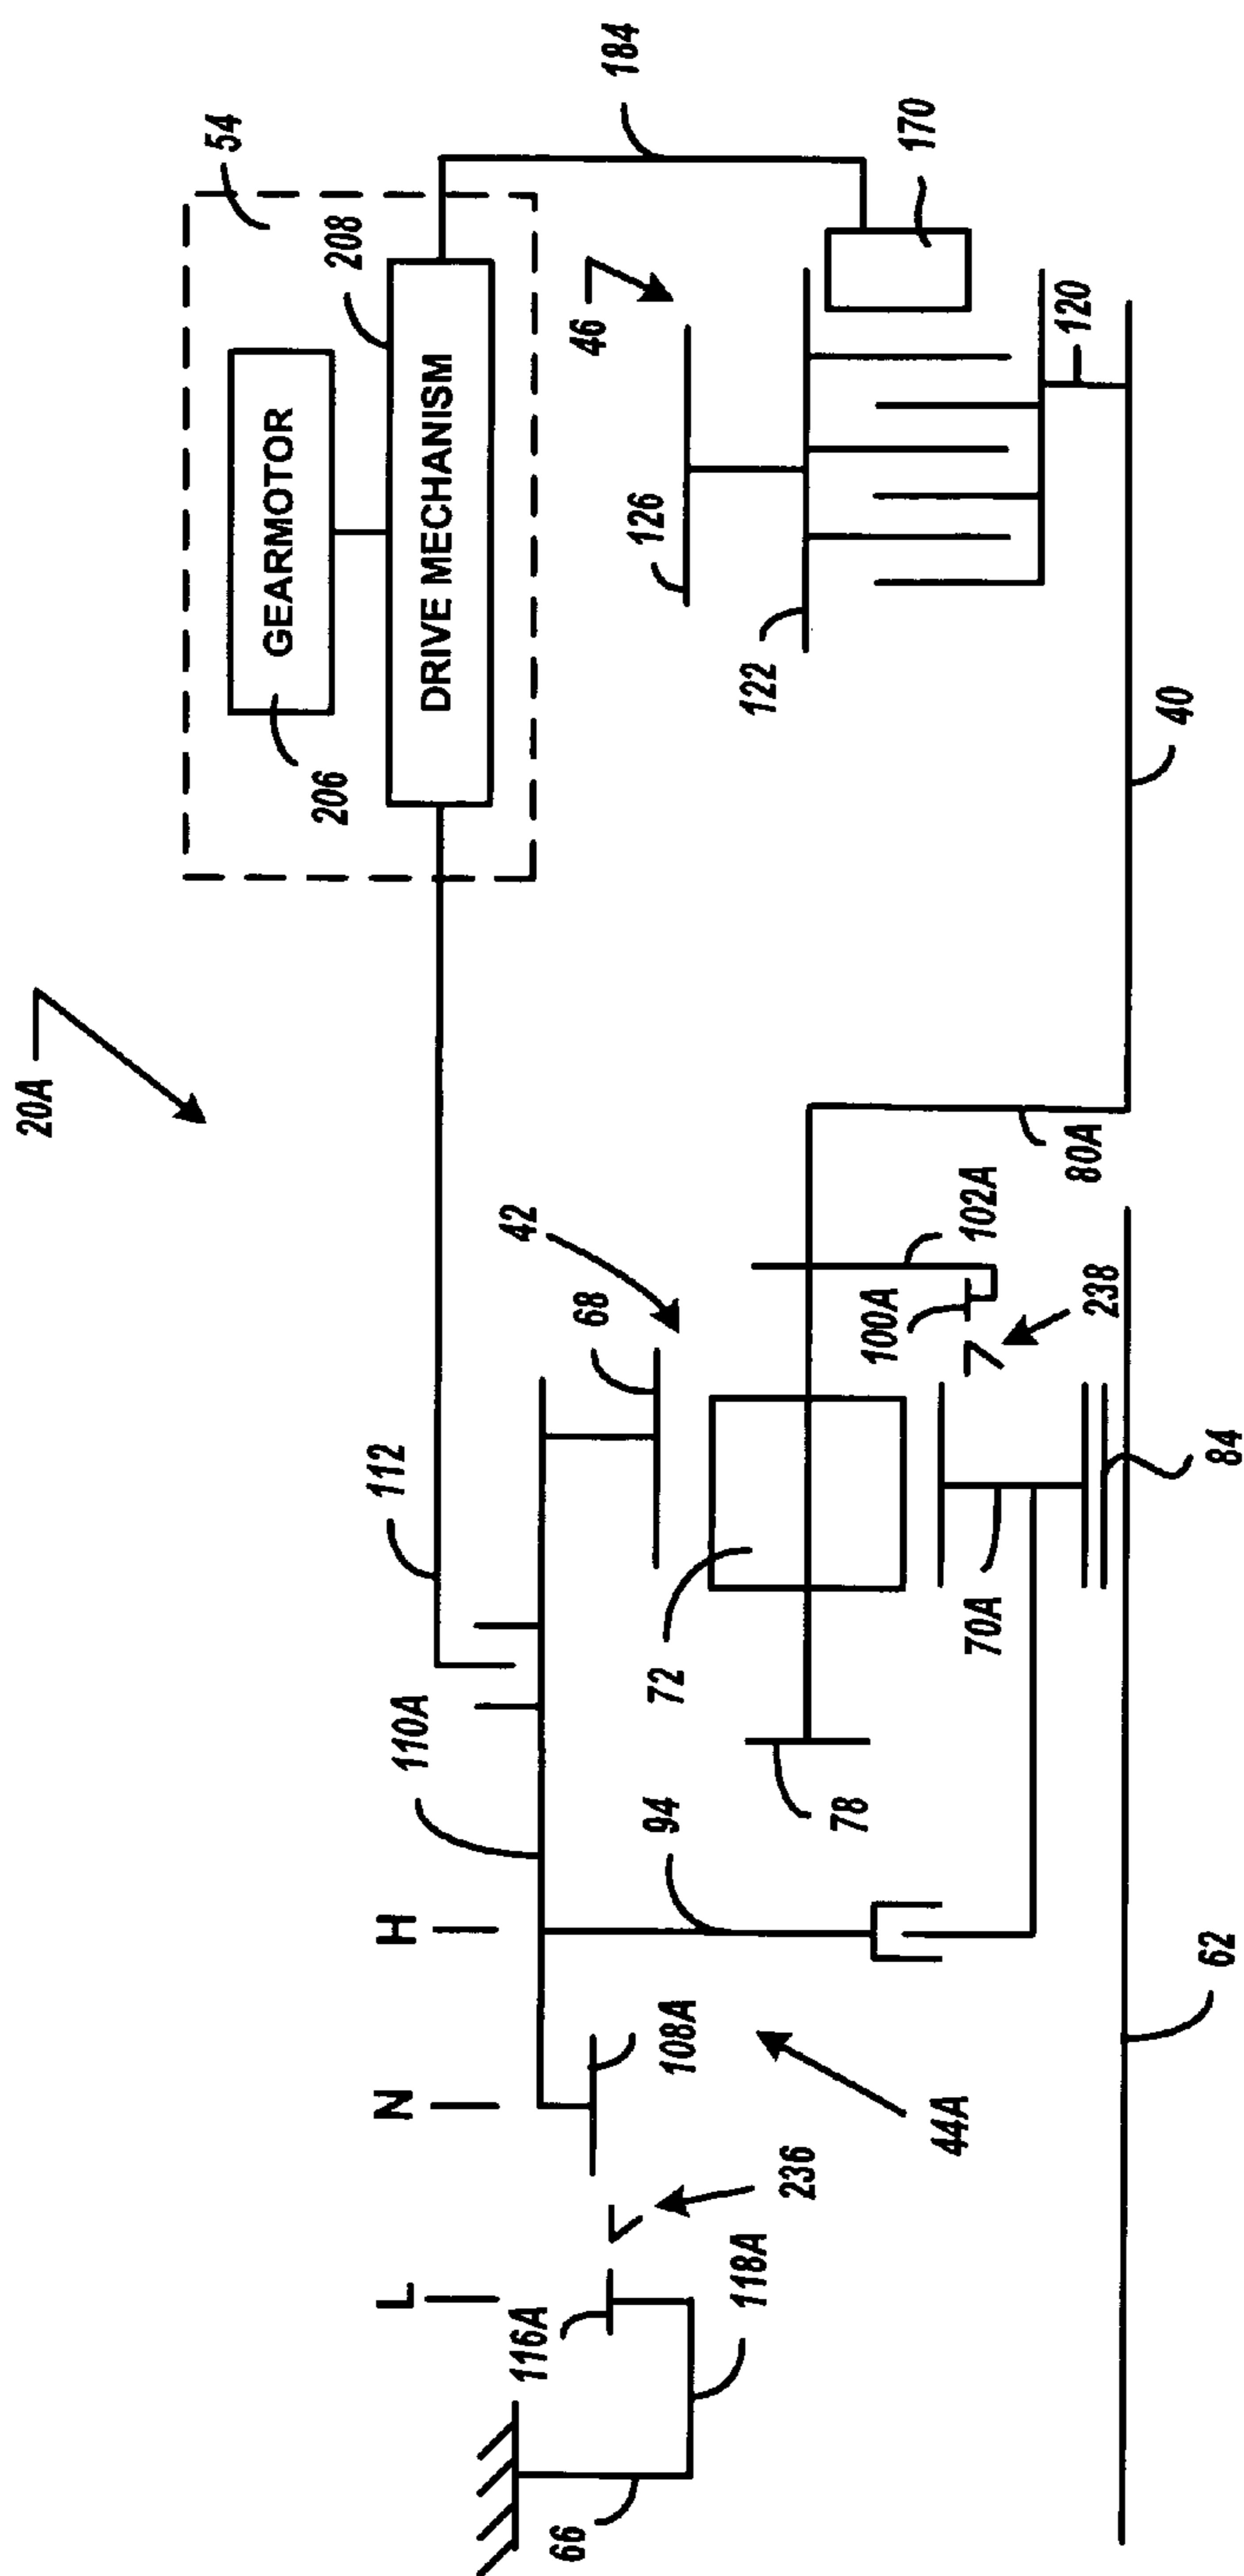 20A
54
208
184
GEARMOTOR
DRIVE MECHANISM
206
46
170
126
122
120
40
112
42
68
110A
72
78
94
80A
102A
100A
238
84
70A
H
N
L
108A
44A
236
116A
118A
66
62